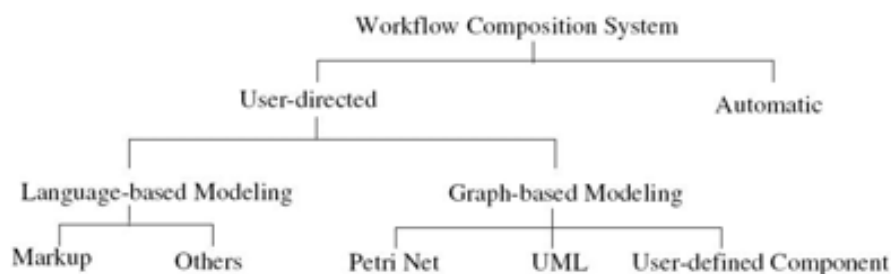 Workflow Composition System
User-directed
Automatic
Language-based Modeling
Graph-based Modeling
Markup
Others
Petri Net
UML
User-defined Component